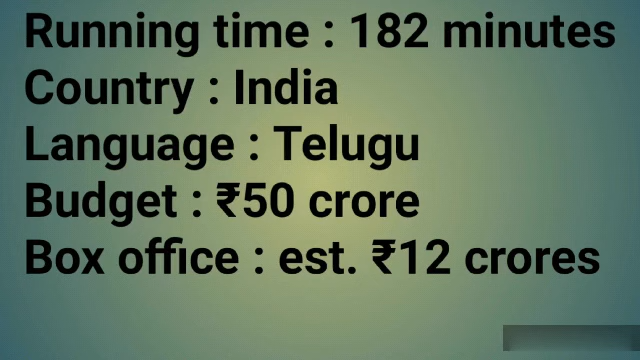 Running time : 182 minutes
Country : India
Language : Telugu
Budget : ₹50 crore
Box office : est. ₹12 crores